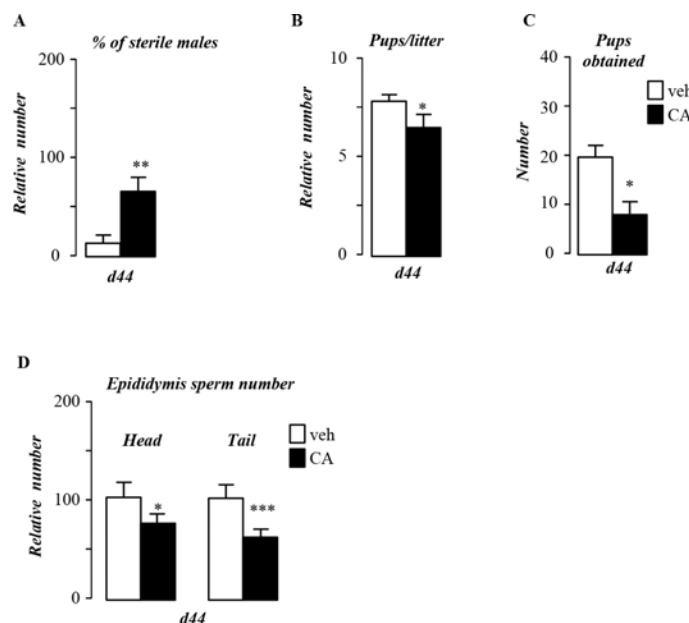 A
% of sterile males
200
100
0
Relative number
**
d44
B
Pups/litter
10
5
0
Relative number
*
d44
C
Pups
obtained
40
30
20
10
0
Number
*
d44
veh
CA
D
Epididymis sperm number
200
100
0
Relative number
Head
Tail
*
***
d44
veh
CA